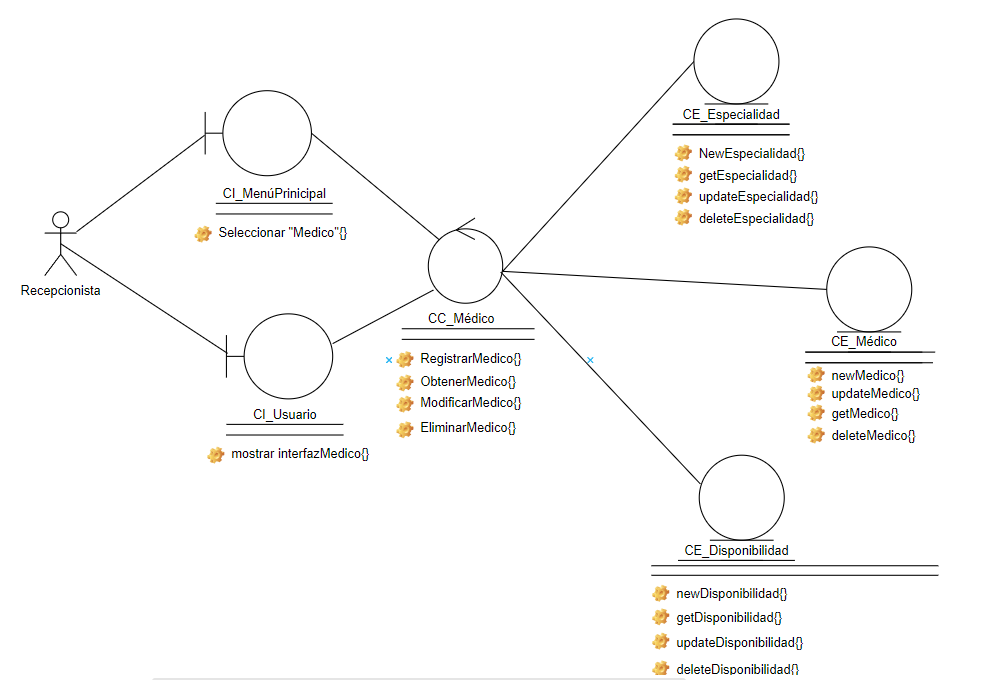 CE_Especialidad
NewEspecialidad{}
getEspecialidad{}
updateEspecialidad{}
deleteEspecialidad{}
CI_MenúPrinicipal
Seleccionar "Medico"{}
Recepcionista
CC_Médico
RegistrarMedico{}
ObtenerMedico{}
ModificarMedico{}
EliminarMedico{}
CE_Médico
newMedico{}
updateMedico{}
getMedico{}
deleteMedico{}
CI_Usuario
mostrar interfazMedico{}
CE_Disponibilidad
newDisponibilidad{}
getDisponibilidad{}
updateDisponibilidad{}
deleteDisponibilidad{}